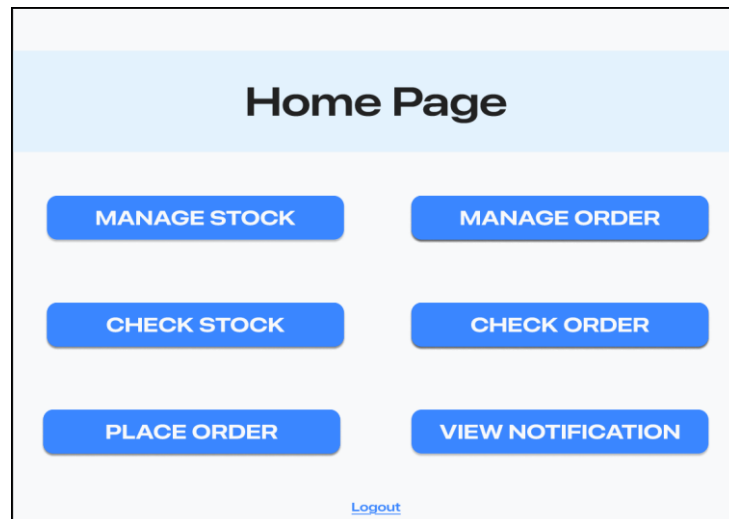 Home Page
MANAGE STOCK
MANAGE ORDER
CHECK STOCK
CHECK ORDER
PLACE ORDER
VIEW NOTIFICATION
Logout